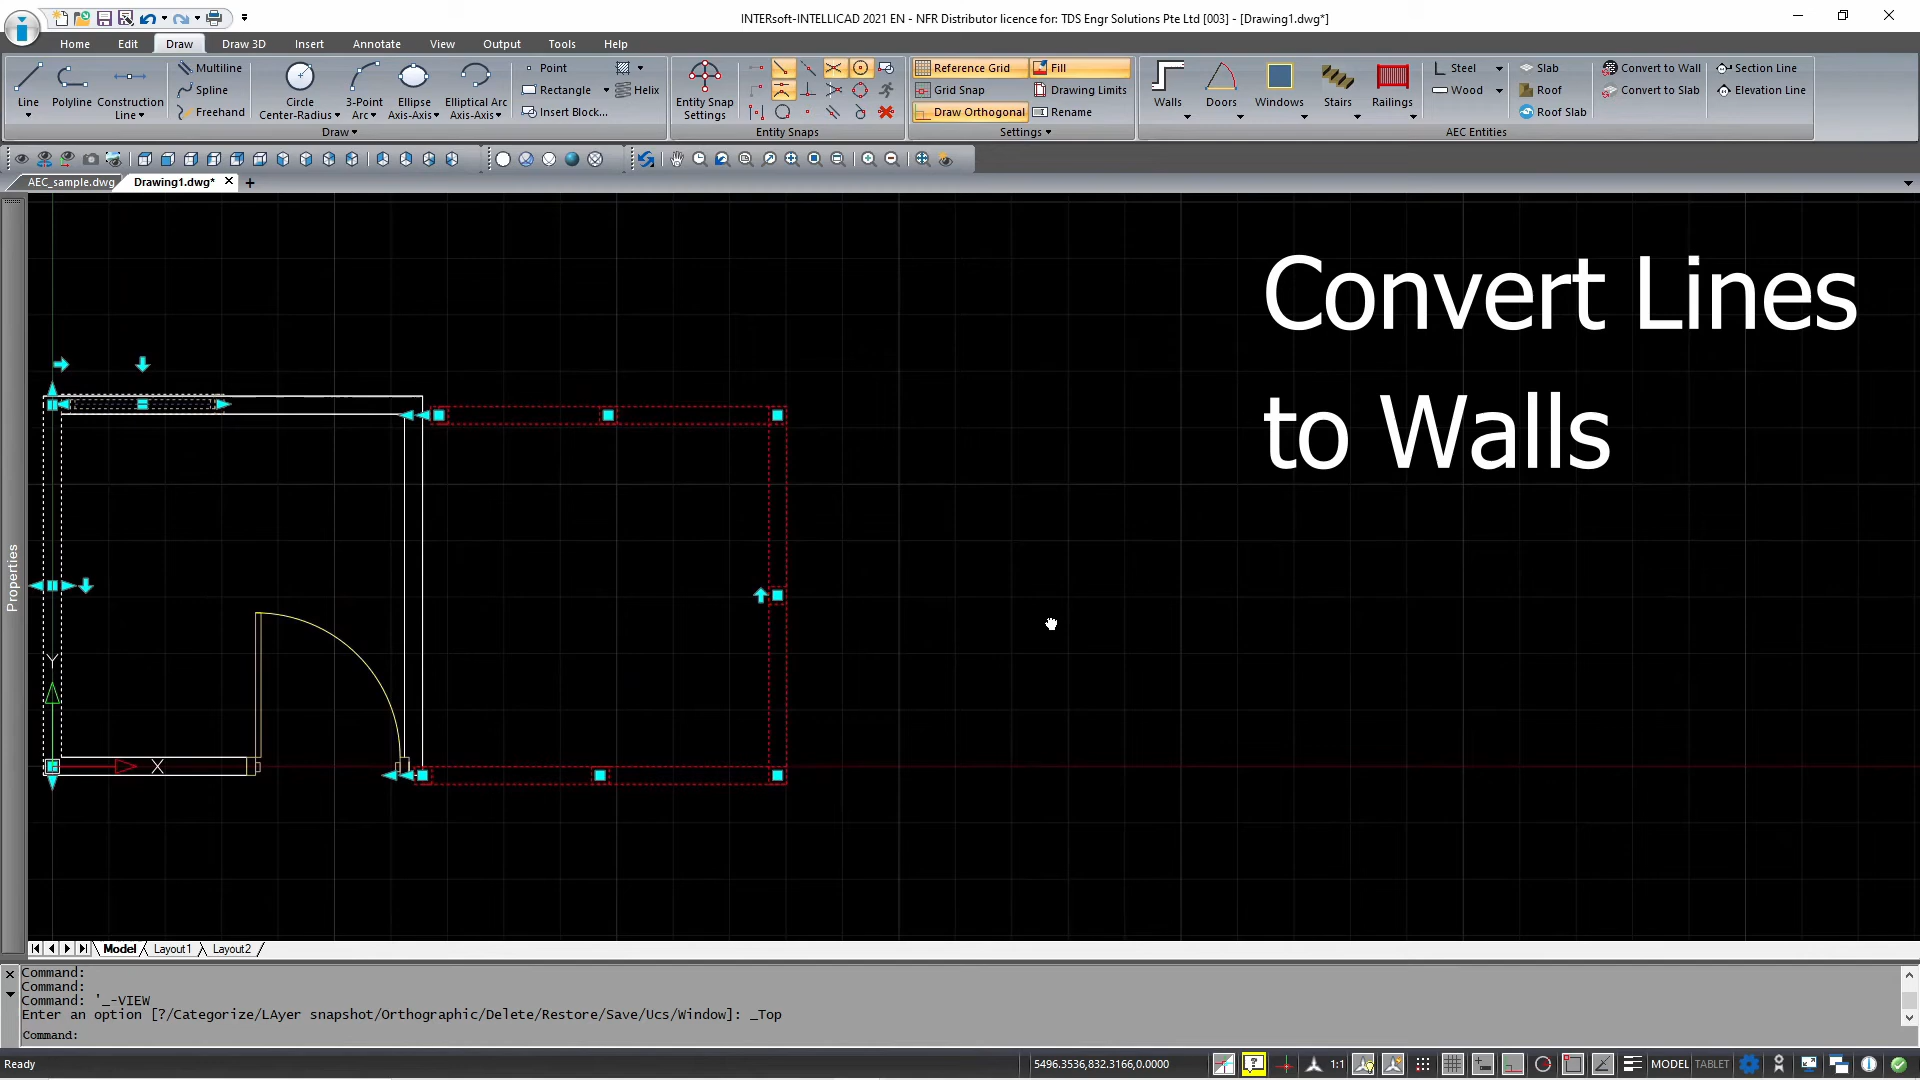 INTERSoft-INTELLICAD 2021 EN - NFR Distributor licence for: TDS Engr Solutions Pte Ltd [003] - [Drawing1.dwg*]
Home Edit Draw Draw 3D Insert Annotate View Output Tools Help
Line
Polyline
Construction
Line
Multiline
Spline
Freehand
Circle
Center-Radius
3-Point
Arc
Ellipse
Axis-Axis
Elliptical Arc
Axis-Axis
Point
Rectangle
Helix
Insert Block...
Draw
Entity Snap
Settings
Entity Snaps
Reference Grid
Fill
Grid Snap
Drawing Limits
Draw Orthogonal
Rename
Settings
Walls
Doors
Windows
Stairs
Railings
Steel
Wood
Slab
Roof
Roof Slab
Convert to Wall
Convert to Slab
Section Line
Elevation Line
AEC Entities
AEC_sample.dwg
Drawing1.dwg*
Convert Lines
to Walls
Properties
Y
X
Model
Layout1
Layout2
Command:
Command:
Command: '_-VIEW
Enter an option [?/Categorize/LAyer snapshot/Orthographic/Delete/Restore/Save/Ucs/Window]: _Top
Command:
Ready
5496.3536,832.3166,0.0000
1:1
MODEL
TABLET